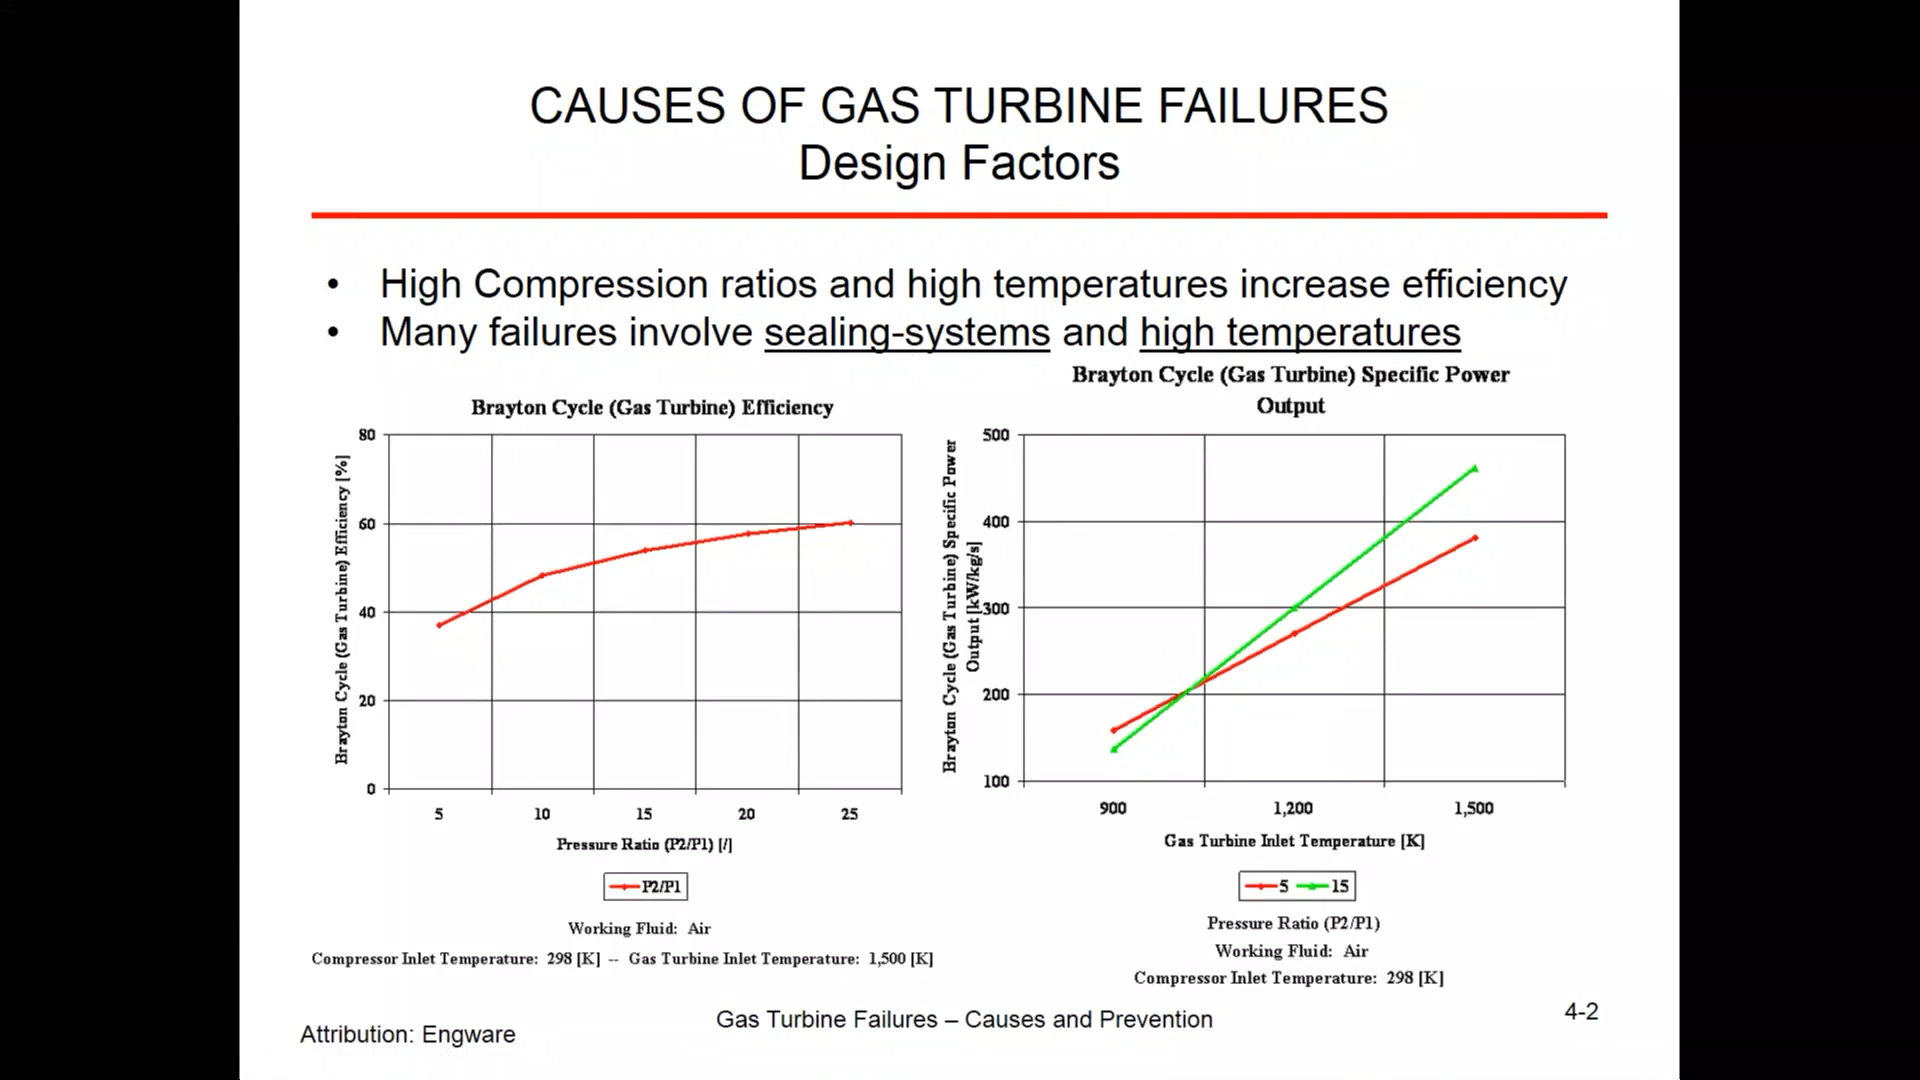 CAUSES OF GAS TURBINE FAILURES
Design Factors
• High Compression ratios and high temperatures increase efficiency
• Many failures involve sealing-systems and high temperatures
Brayton Cycle (Gas Turbine) Efficiency
Brayton Cycle (Gas Turbine) Efficiency [%]
80
60
40
20
0
5 10 15 20 25
Pressure Ratio (P2/P1) [/]
P2/P1
Working Fluid: Air
Compressor Inlet Temperature: 298 [K] -- Gas Turbine Inlet Temperature: 1,500 [K]
Brayton Cycle (Gas Turbine) Specific Power
Output
Brayton Cycle (Gas Turbine) Specific Power
Output [kW/kg/s]
500
400
300
200
100
900 1,200 1,500
Gas Turbine Inlet Temperature [K]
5 15
Pressure Ratio (P2/P1)
Working Fluid: Air
Compressor Inlet Temperature: 298 [K]
Attribution: Engware
Gas Turbine Failures – Causes and Prevention
4-2